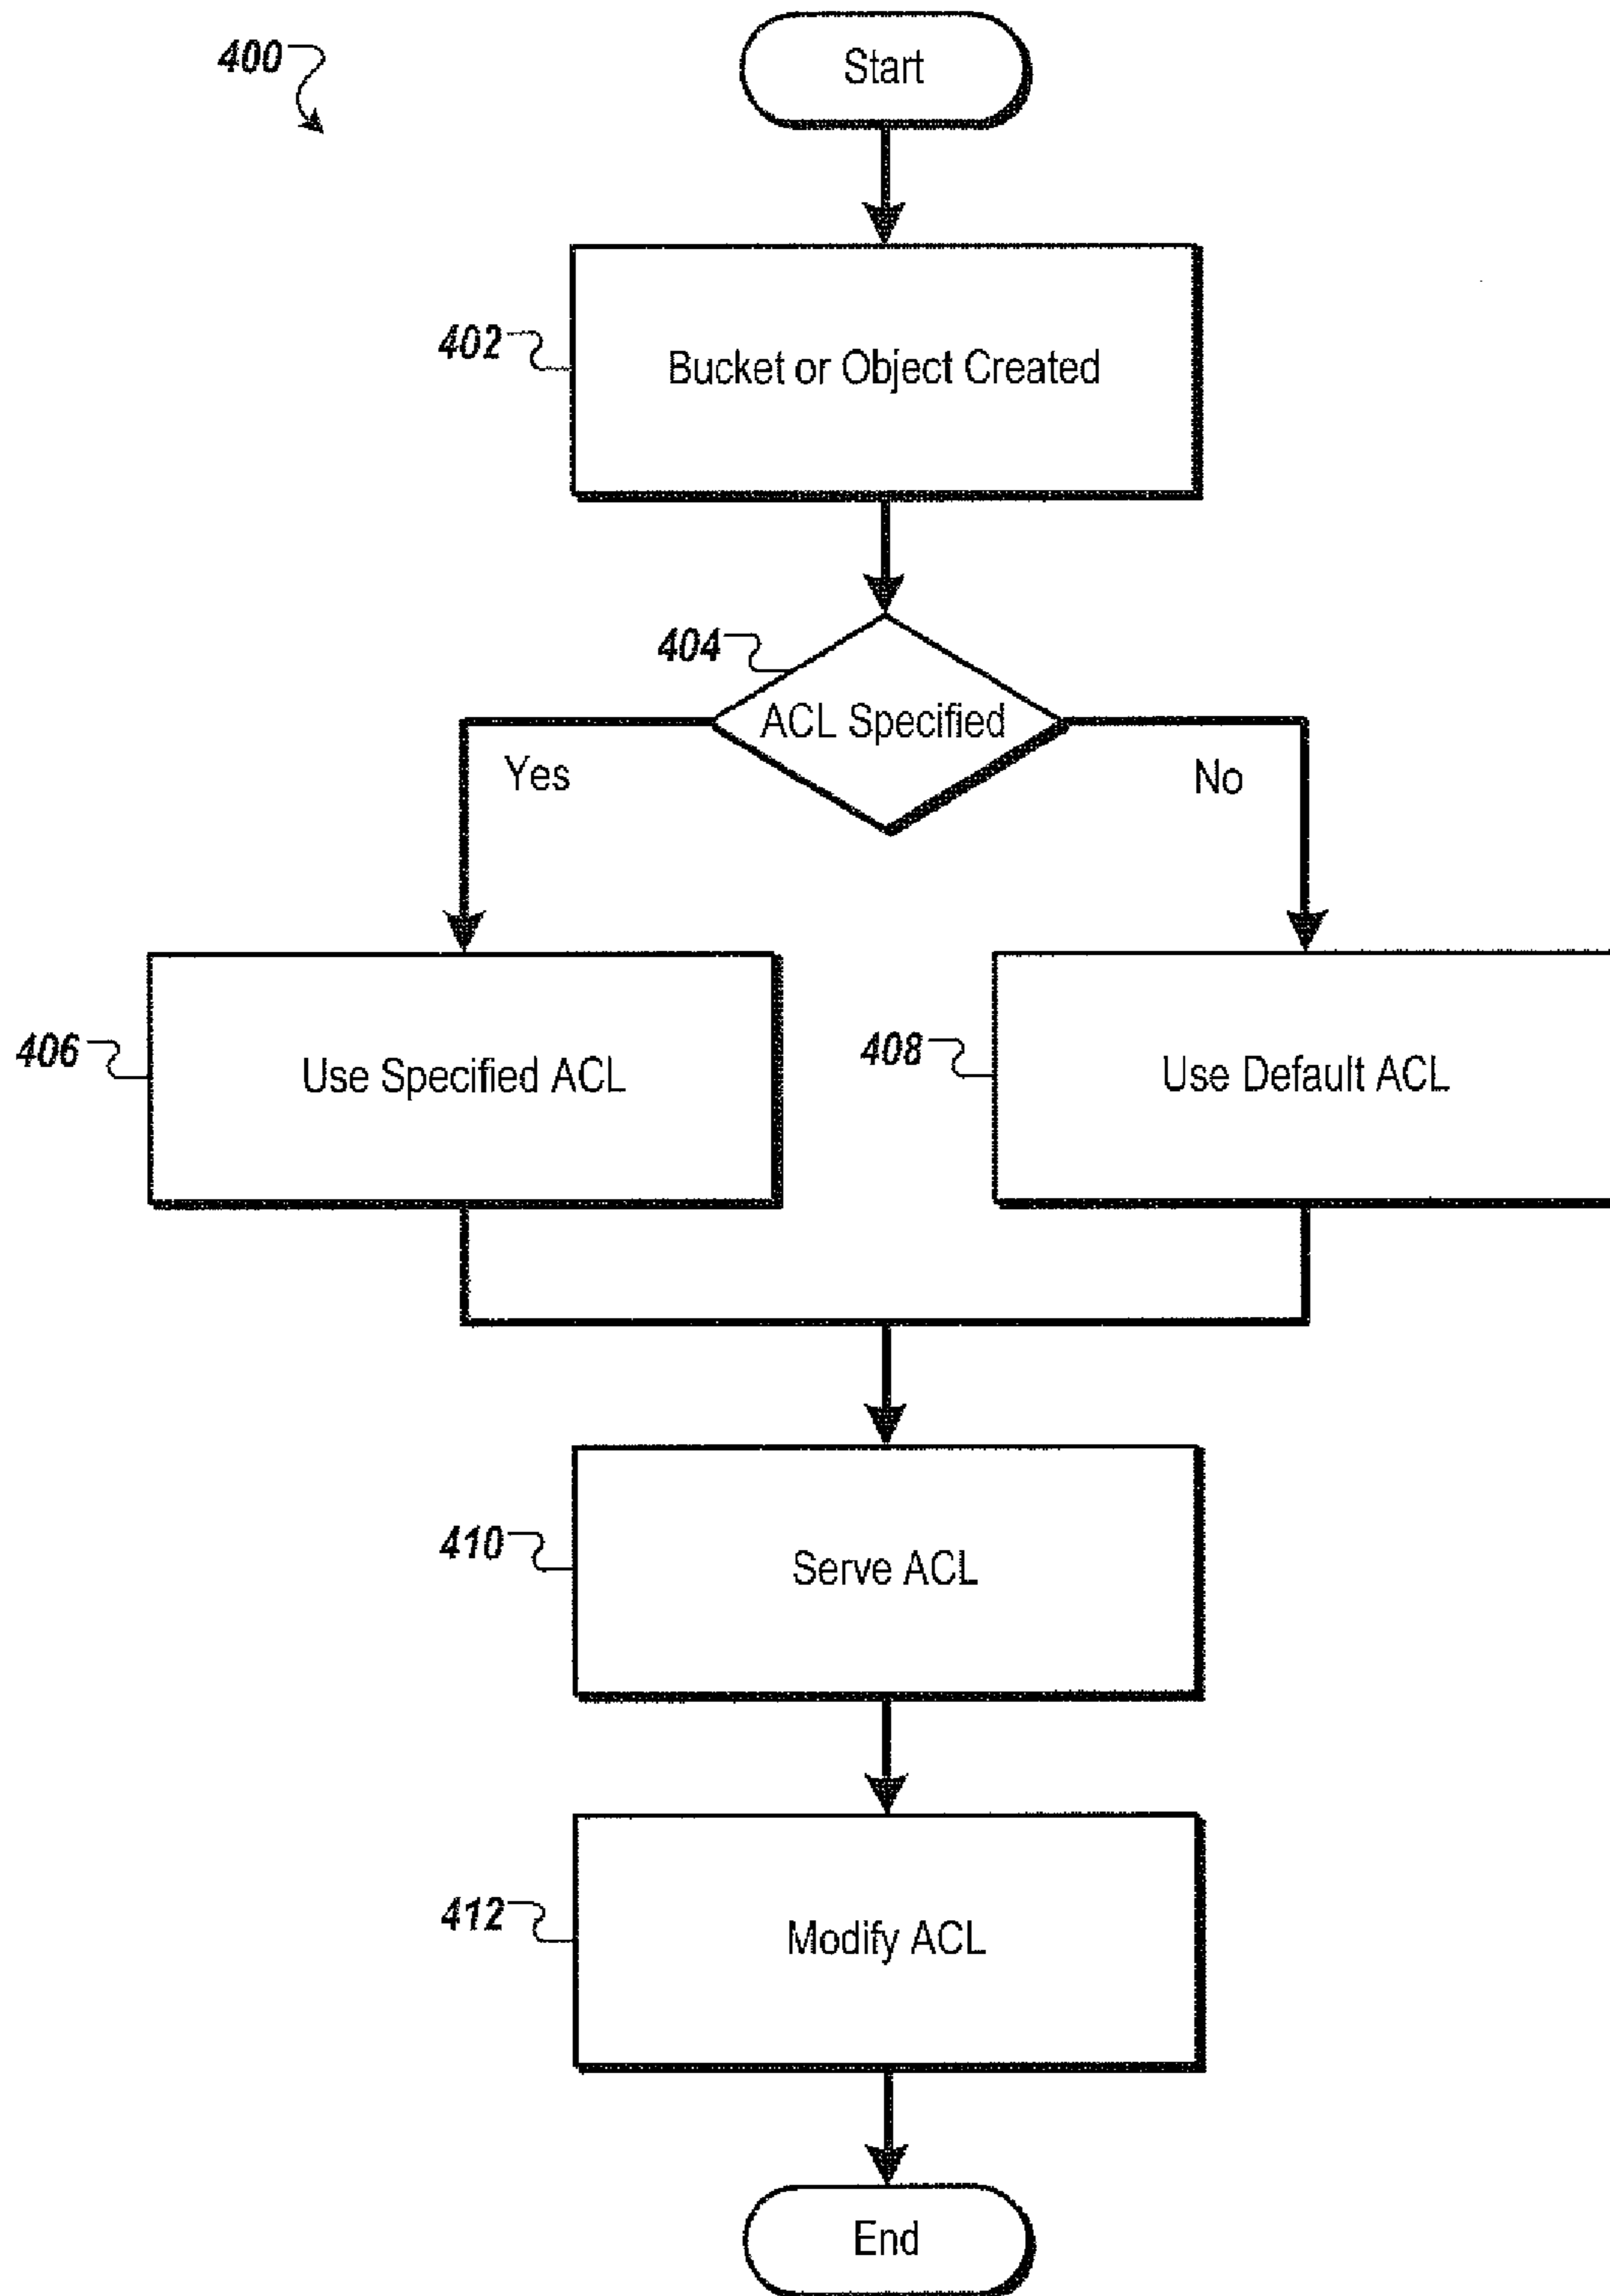 400
Start
402
Bucket or Object Created
404
ACL Specified
Yes
No
406
Use Specified ACL
408
Use Default ACL
410
Serve ACL
412
Modify ACL
End